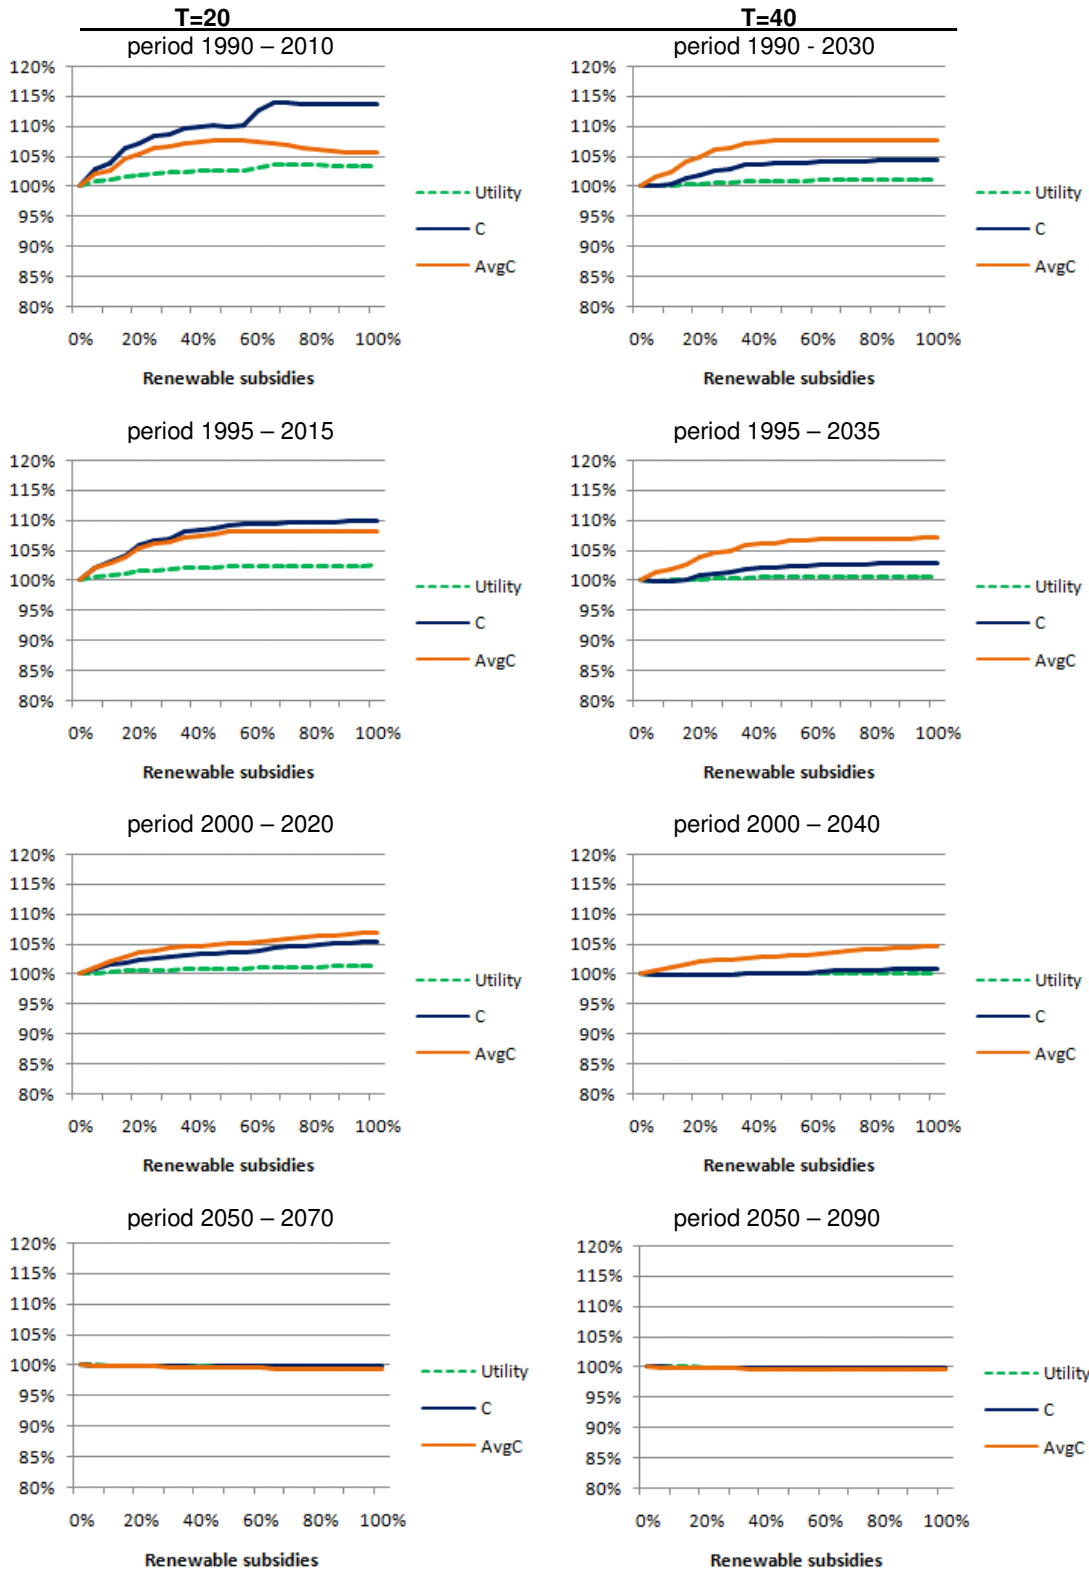 T=20 T=40
period 1990 – 2010 period 1990 - 2030
120% 120%
115% 115%
110% 110%
105% 105%
100% 100%
Utility Utility
95% 95%
C C
90% 90%
AvgC AvgC
85% 85%
80% 80%
0% 20% 40% 60% 80% 100% 0% 20% 40% 60% 80% 100%
Renewable subsidies Renewable subsidies
period 1995 – 2015 period 1995 – 2035
120% 120%
115% 115%
110% 110%
105% 105%
100% 100%
Utility Utility
95% 95%
C C
90% 90%
AvgC AvgC
85% 85%
80% 80%
0% 20% 40% 60% 80% 100% 0% 20% 40% 60% 80% 100%
Renewable subsidies Renewable subsidies
period 2000 – 2020 period 2000 – 2040
120% 120%
115% 115%
110% 110%
105% 105%
100% 100%
Utility Utility
95% 95%
C C
90% 90%
AvgC AvgC
85% 85%
80% 80%
0% 20% 40% 60% 80% 100% 0% 20% 40% 60% 80% 100%
Renewable subsidies Renewable subsidies
period 2050 – 2070 period 2050 – 2090
120% 120%
115% 115%
110% 110%
105% 105%
100% 100%
Utility Utility
95% 95%
C C
90% 90%
AvgC AvgC
85% 85%
80% 80%
0% 20% 40% 60% 80% 100% 0% 20% 40% 60% 80% 100%
Renewable subsidies Renewable subsidies